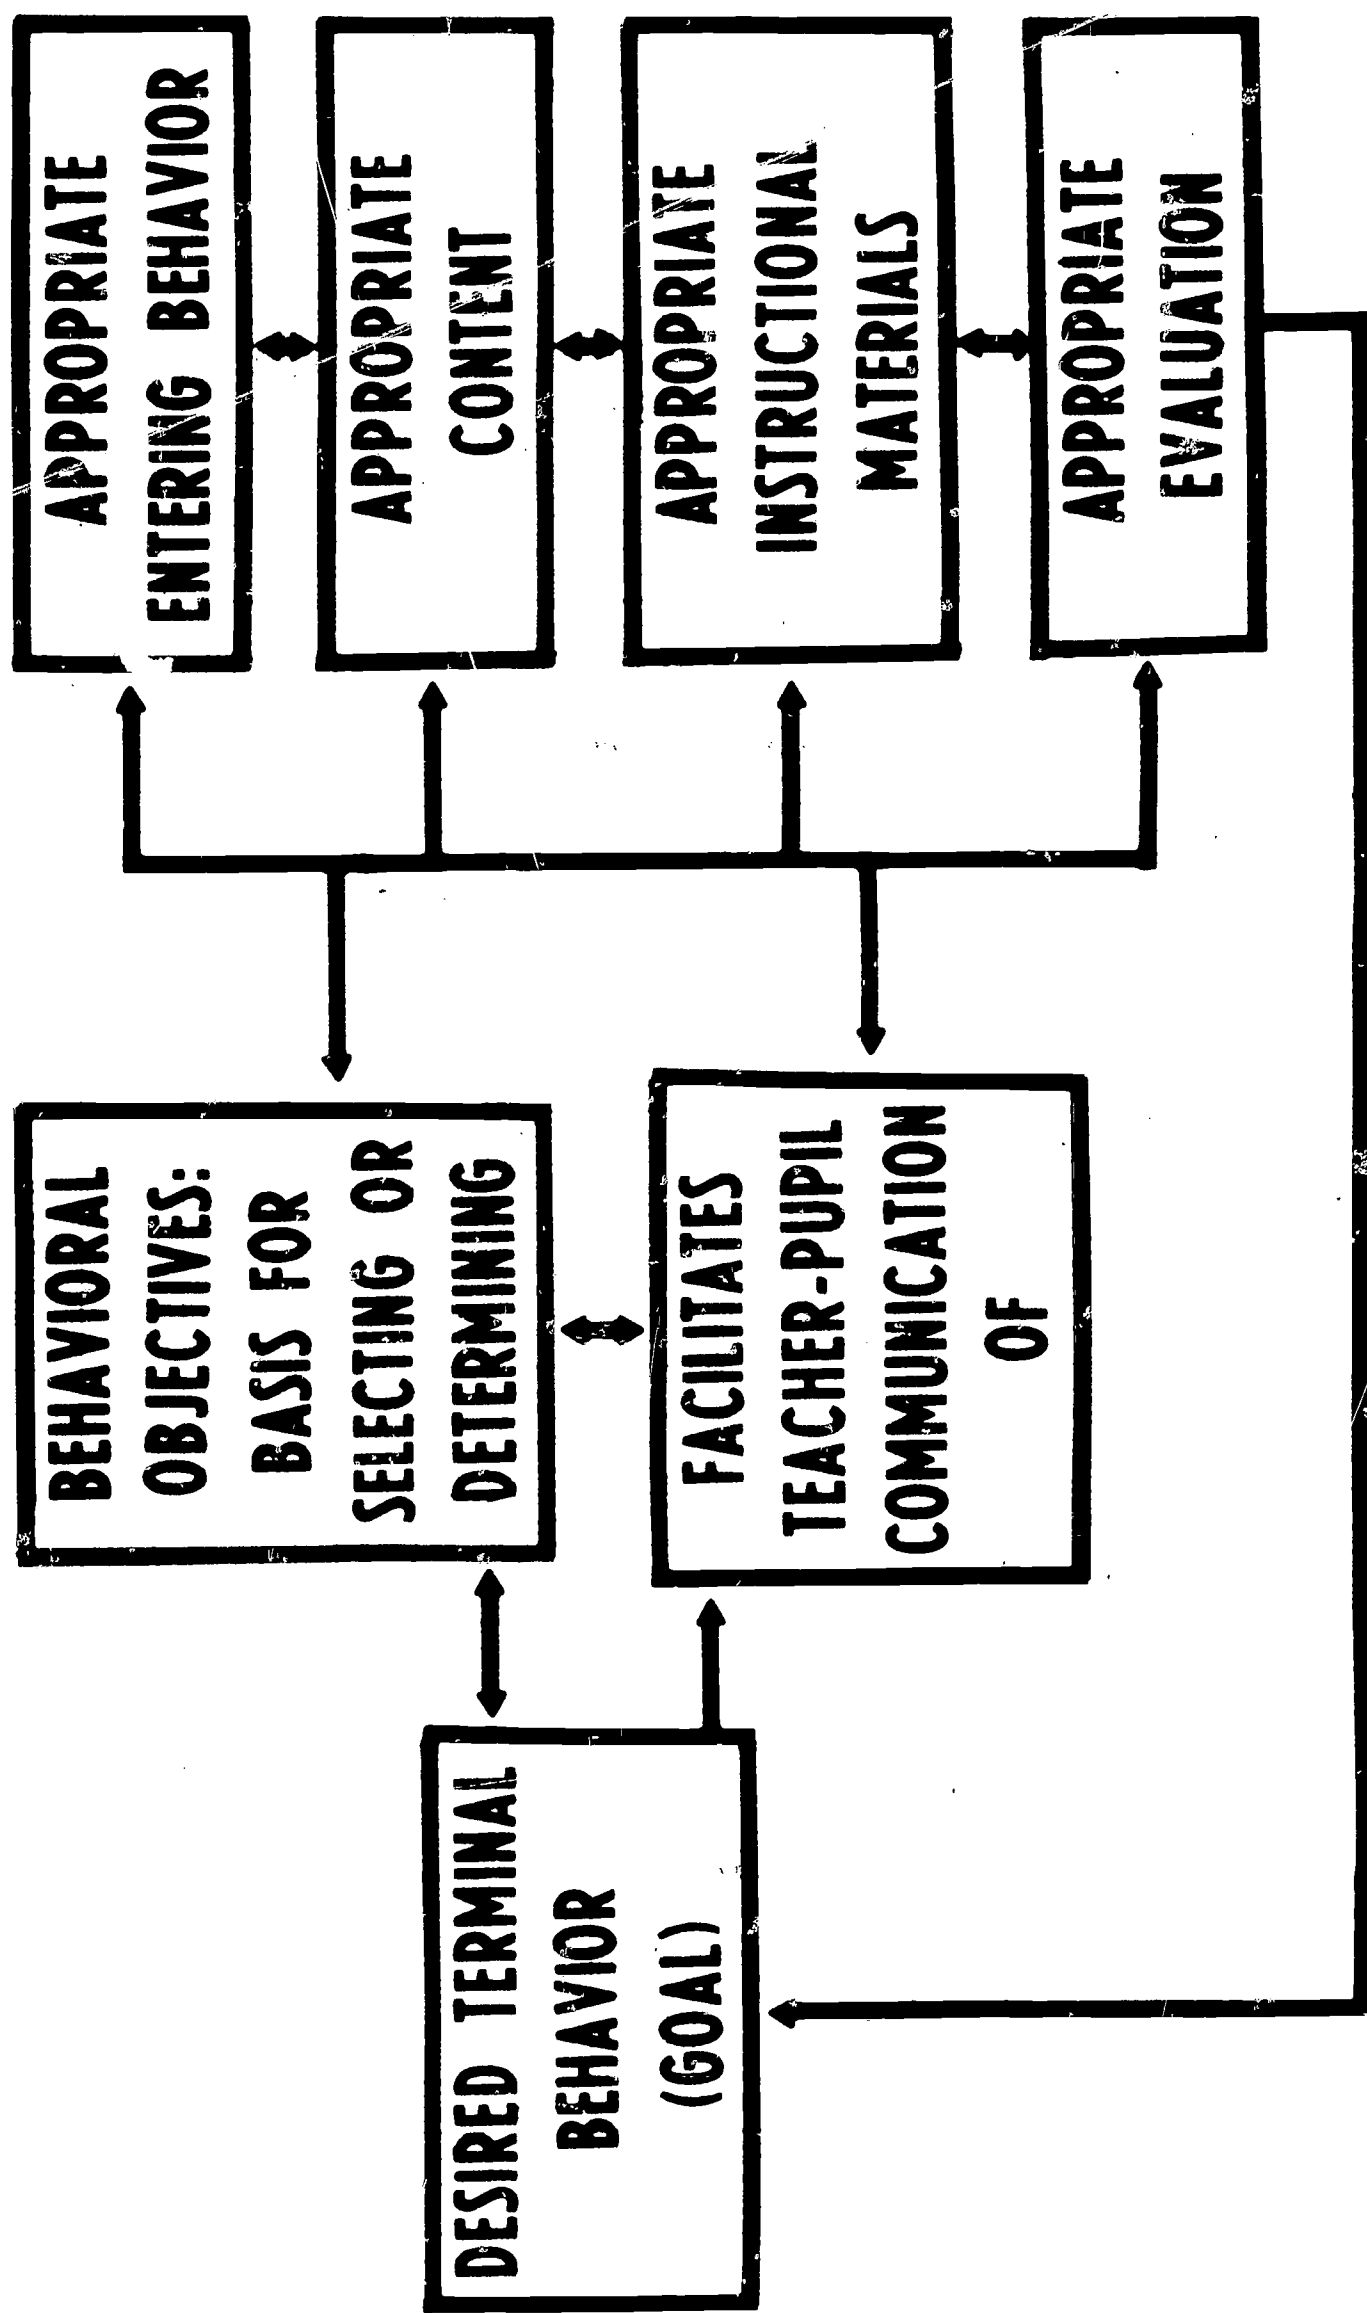 DESIRED TERMINAL
BEHAVIOR
(GOAL)
BEHAVIORAL
OBJECTIVES:
BASIS FOR
SELECTING OR
DETERMINING
FACILITATES
TEACHER-PUPIL
COMMUNICATION
OF
APPROPRIATE
ENTERING BEHAVIOR
APPROPRIATE
CONTENT
APPROPRIATE
INSTRUCTIONAL
MATERIALS
APPROPRIATE
EVALUATION